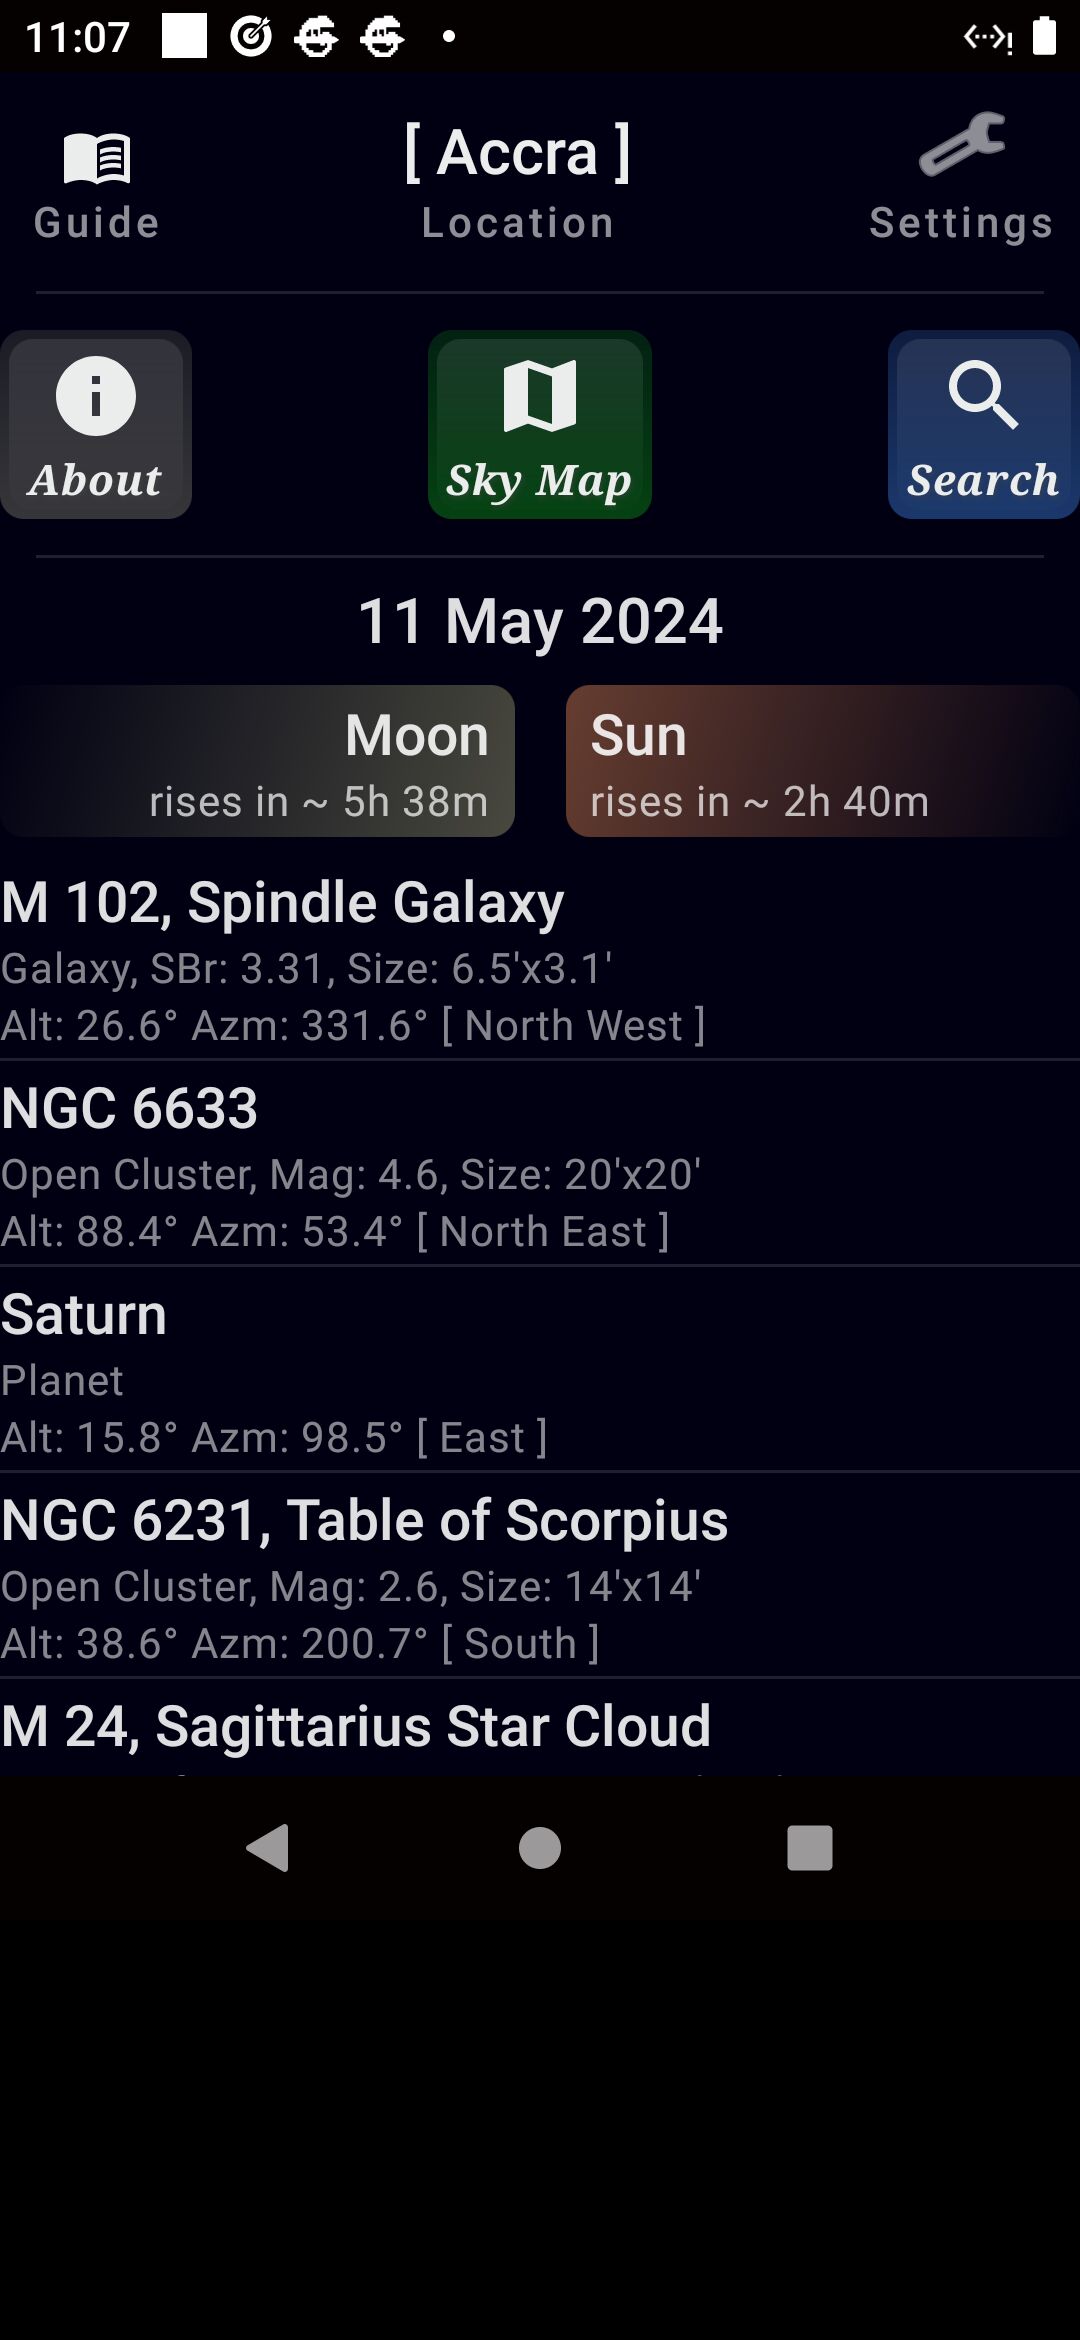 11:07
[ Accra ]
Guide
Location
Settings
About
Sky Map
Search
11 May 2024
Moon
rises in ~ 5h 38m
Sun
rises in ~ 2h 40m
M 102, Spindle Galaxy
Galaxy, SBr: 3.31, Size: 6.5'x3.1'
Alt: 26.6° Azm: 331.6° [ North West ]
NGC 6633
Open Cluster, Mag: 4.6, Size: 20'x20'
Alt: 88.4° Azm: 53.4° [ North East ]
Saturn
Planet
Alt: 15.8° Azm: 98.5° [ East ]
NGC 6231, Table of Scorpius
Open Cluster, Mag: 2.6, Size: 14'x14'
Alt: 38.6° Azm: 200.7° [ South ]
M 24, Sagittarius Star Cloud